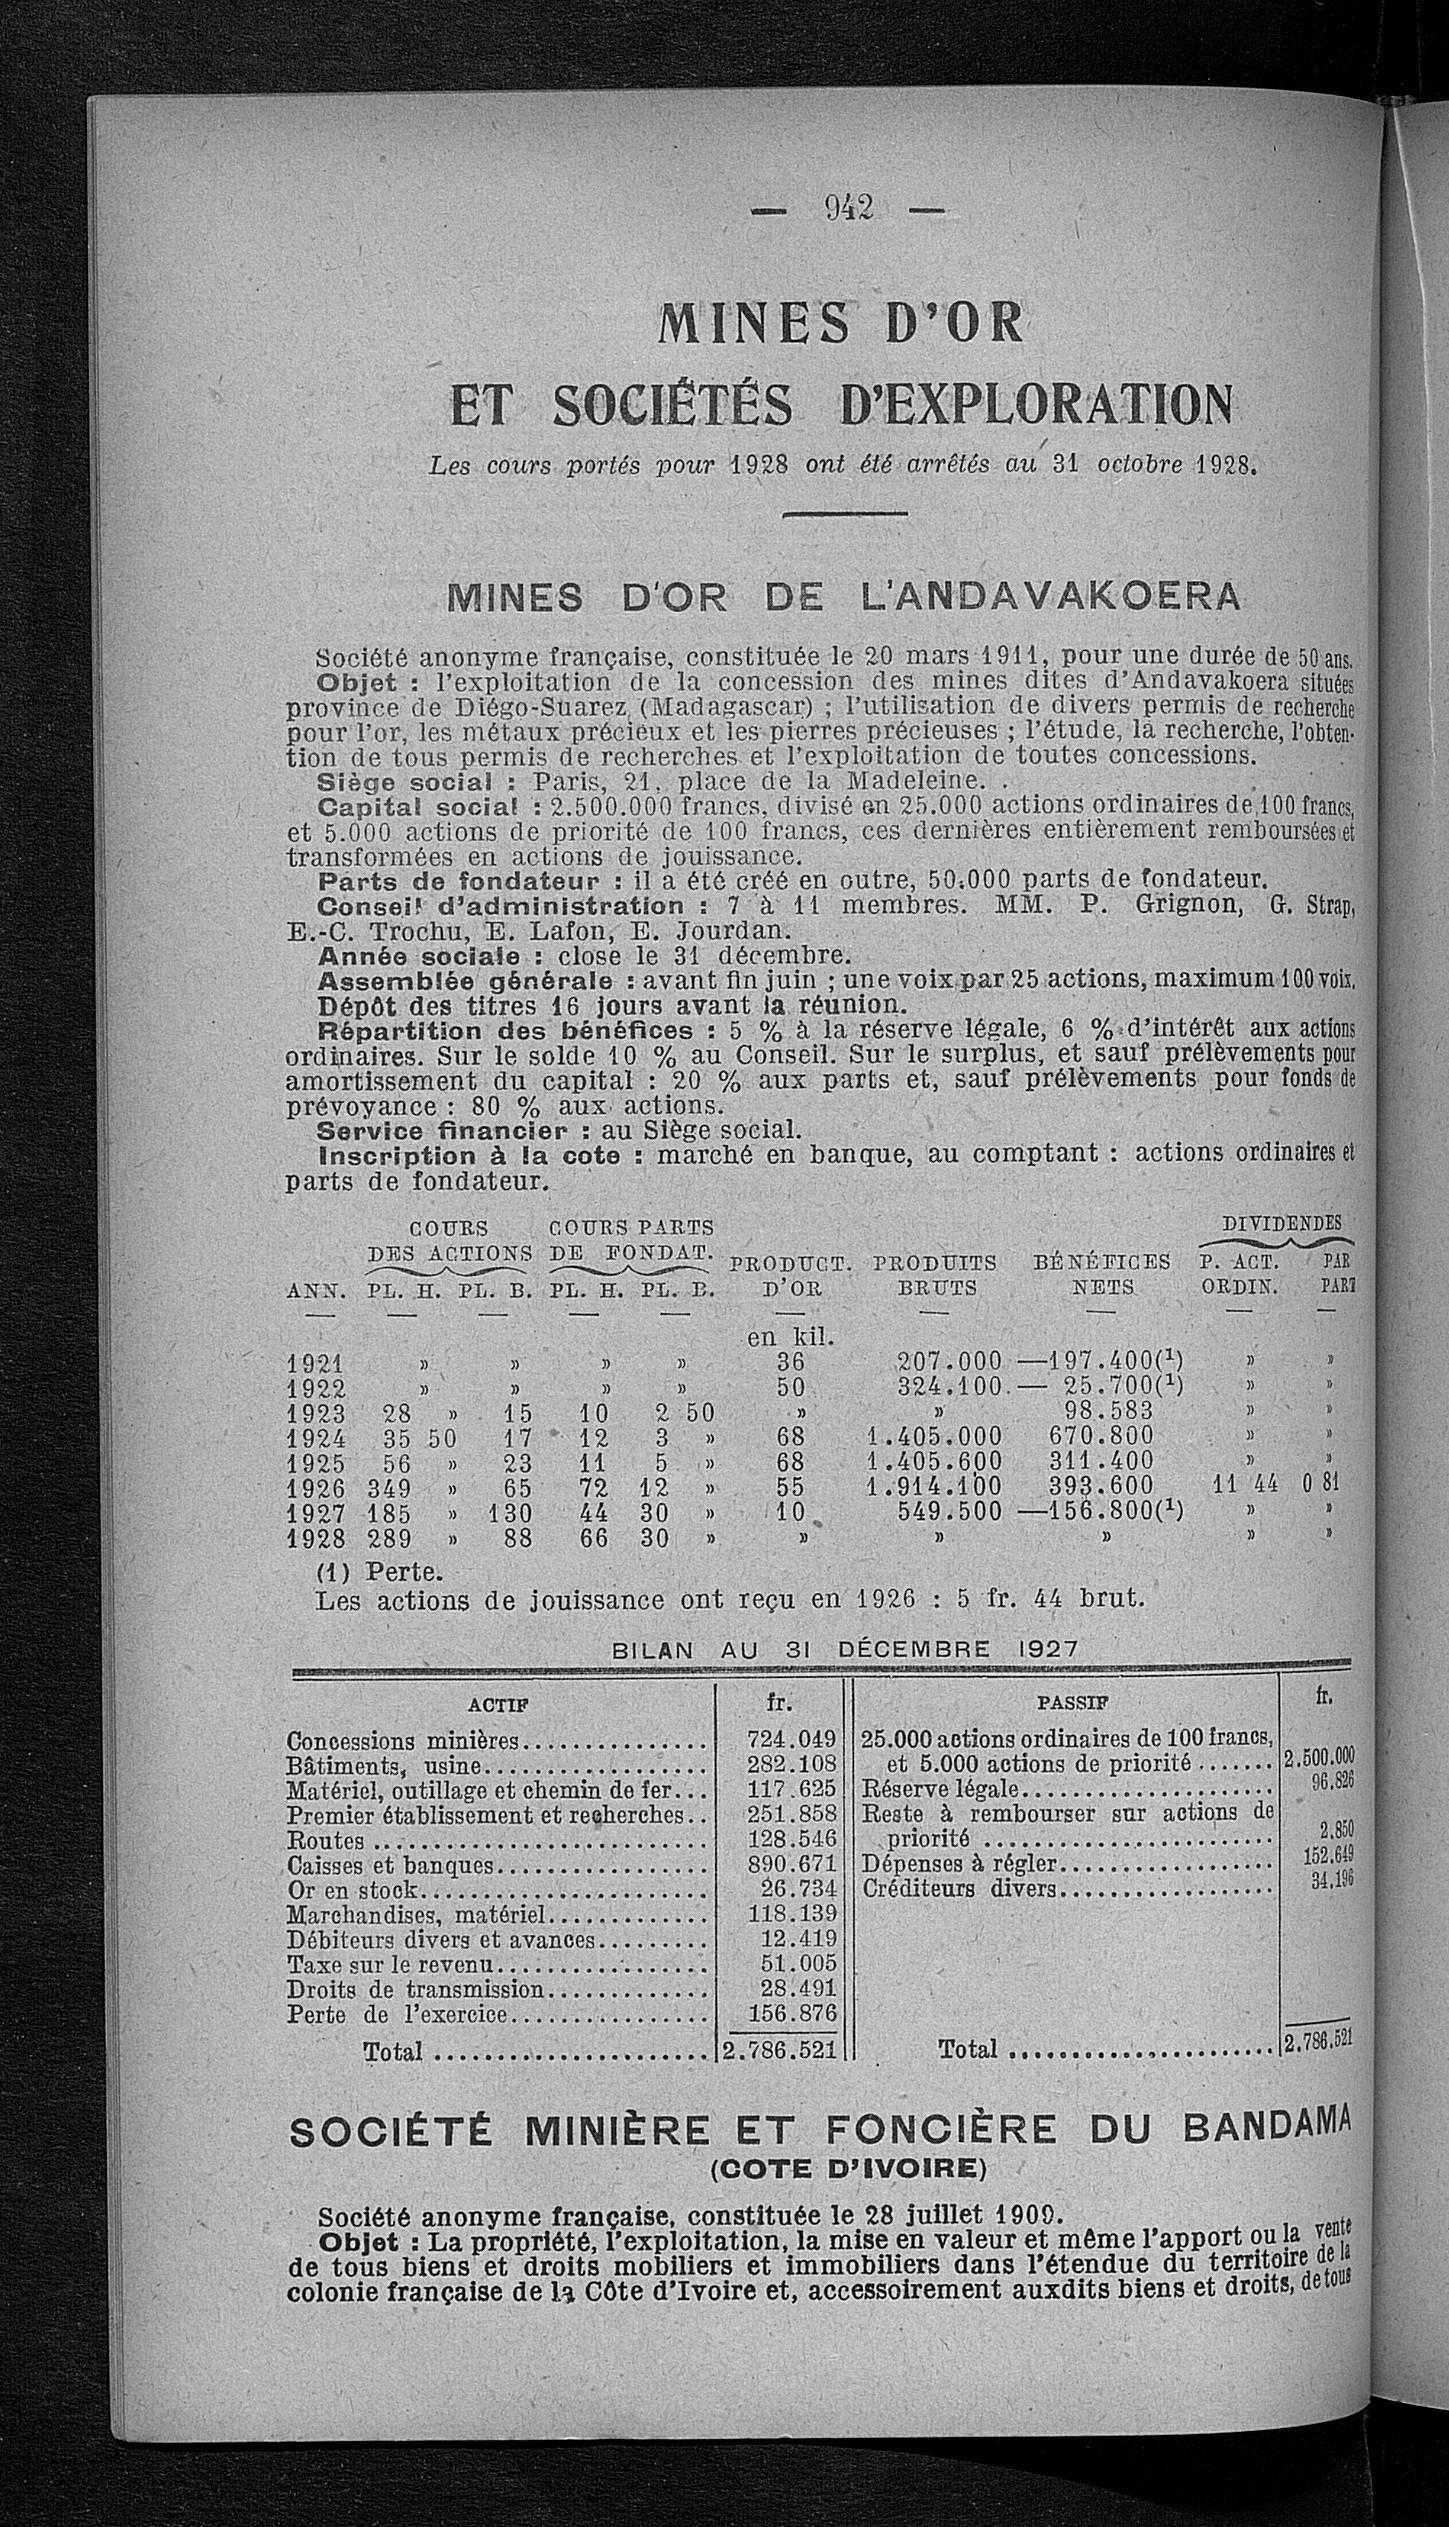 — 942 —
MINES D'OR
ET SOCIÉTÉS D'EXPLORATION
Les cours portés pour 1928 ont été arrêtés au 31 octobre 1928.
MINES D'OR DE L'ANDAVAKOERA
Société anonyme française, constituée le 20 mars 1911, pour une durée de 50 ans.
Objet : l'exploitation de la concession des mines dites d'Andavakoera situées
province de Diégo-Suarez (Madagascar) ; l'utilisation de divers permis de recherche
pour l'or, les métaux précieux et les pierres précieuses ; l'étude, la recherche, l'obten-
tion de tous permis de recherches et l'exploitation de toutes concessions.
Siège social : Paris, 21, place de la Madeleine.
Capital social : 2.500.000 francs, divisé en 25.000 actions ordinaires de 100 francs,
et 5.000 actions de priorité de 100 francs, ces dernières entièrement remboursées et
transformées en actions de jouissance.
Parts de fondateur : il a été créé en outre, 50.000 parts de fondateur.
Conseil d'administration : 7 à 11 membres. MM. P. Grignon, G. Strap,
E.-C. Trochu, E. Lafon, E. Jourdan.
Année sociale : close le 31 décembre.
Assemblée générale : avant fin juin ; une voix par 25 actions, maximum 100 voix.
Dépôt des titres 16 jours avant la réunion.
Répartition des bénéfices : 5 % à la réserve légale, 6 % d'intérêt aux actions
ordinaires. Sur le solde 10 % au Conseil. Sur le surplus, et sauf prélèvements pour
amortissement du capital : 20 % aux parts et, sauf prélèvements pour fonds de
prévoyance : 80 % aux actions.
Service financier : au Siège social.
Inscription à la cote : marché en banque, au comptant : actions ordinaires et
parts de fondateur.
COURS COURS PARTS DIVIDENDES
DES ACTIONS DE FONDAT. PRODUCT. PRODUITS BÉNÉFICES P. ACT. PAR
ANN. PL. H. PL. B. PL. H. PL. B. D'OR BRUTS NETS ORDIN. PART
en kil.
1921 » » » » 36 207.000 —197.400(1) » »
1922 » » » » 50 324.100 — 25.700(1) » »
1923 28 » 15 10 2 50 » » 98.583 » »
1924 35 50 17 12 3 » 68 1.405.000 670.800 » »
1925 56 » 23 11 5 » 68 1.405.600 311.400 » »
1926 349 » 65 72 12 » 55 1.914.100 393.600 11 44 0 81
1927 185 » 130 44 30 » 10 549.500 —156.800(1) » »
1928 289 » 88 66 30 » » » » » »
(1) Perte.
Les actions de jouissance ont reçu en 1926 : 5 fr. 44 brut.
BILAN AU 31 DÉCEMBRE 1927
ACTIF fr. PASSIF fr.
Concessions minières............... 724.049 25.000 actions ordinaires de 100 francs,
Bâtiments, usine.................. 282.108 et 5.000 actions de priorité ....... 2.500.000
Matériel, outillage et chemin de fer... 117.625 Réserve légale..................... 96.826
Premier établissement et recherches.. 251.858 Reste à rembourser sur actions de
Routes ........................... 128.546 priorité ........................ 2.850
Caisses et banques................. 890.671 Dépenses à régler.................. 152.649
Or en stock........................ 26.734 Créditeurs divers.................. 34.196
Marchandises, matériel............. 118.139
Débiteurs divers et avances......... 12.419
Taxe sur le revenu................. 51.005
Droits de transmission............. 28.491
Perte de l'exercice................ 156.876
Total ...................... 2.786.521 Total ...................... 2.786.521
SOCIÉTÉ MINIÈRE ET FONCIÈRE DU BANDAMA
(COTE D'IVOIRE)
Société anonyme française, constituée le 28 juillet 1909.
Objet : La propriété, l'exploitation, la mise en valeur et même l'apport ou la vente
de tous biens et droits mobiliers et immobiliers dans l'étendue du territoire de la
colonie française de la Côte d'Ivoire et, accessoirement auxdits biens et droits, de tous